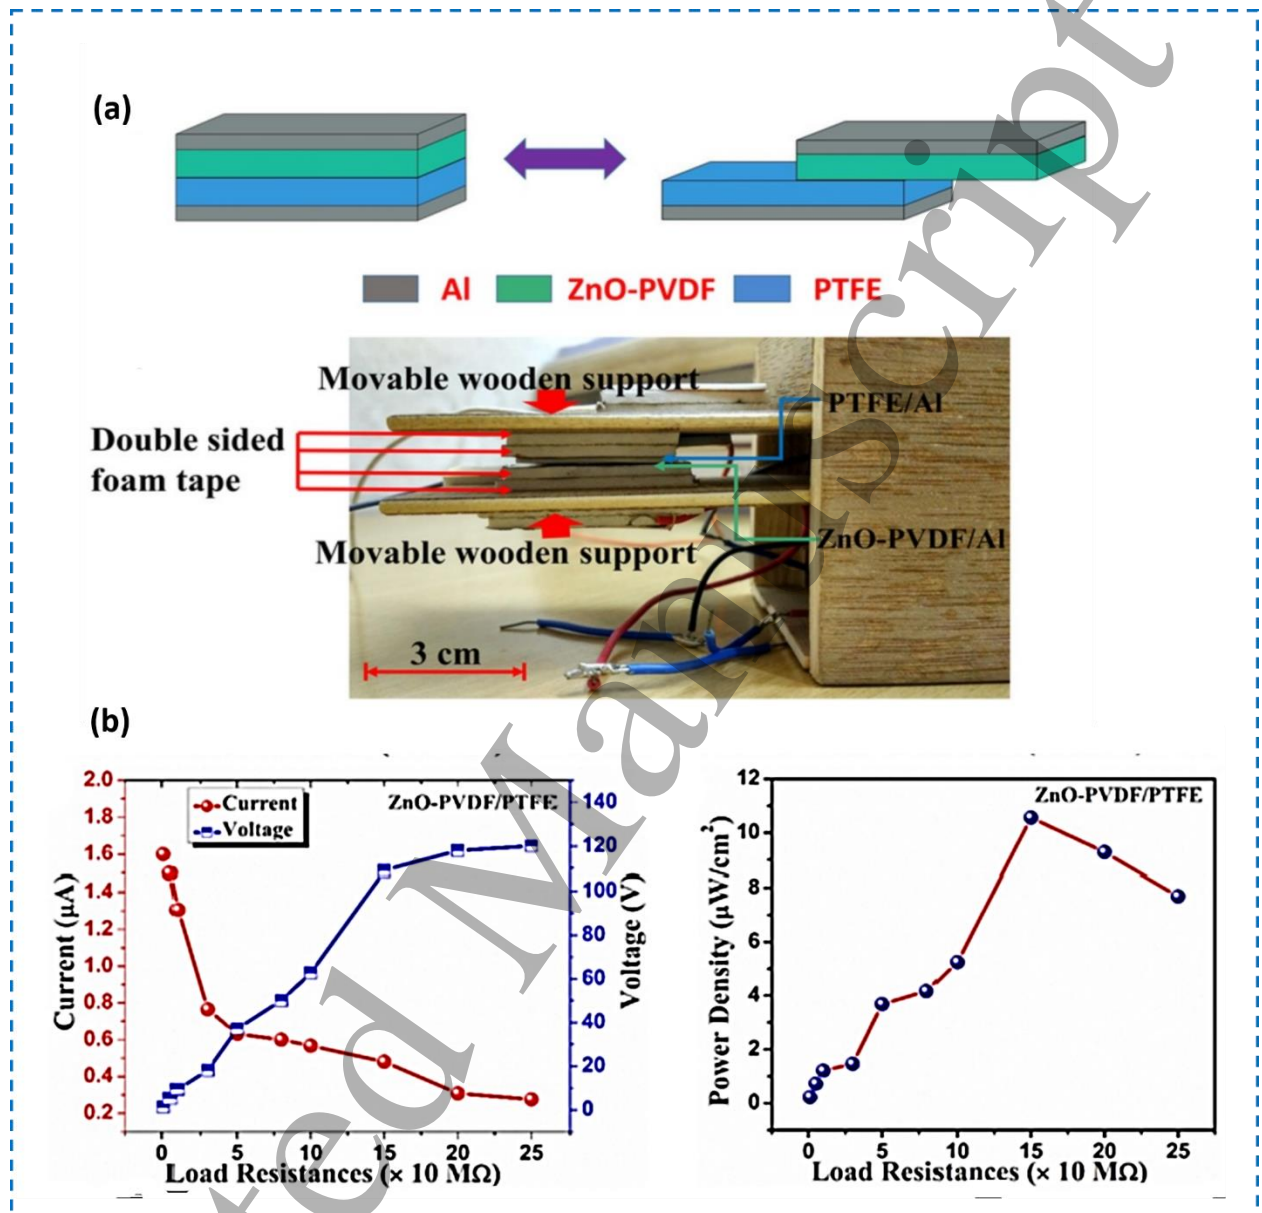 (a)
Al ZnO-PVDF PTFE
Movable wooden support
PTFE/Al
Double sided
foam tape
ZnO-PVDF/Al
Movable wooden support
3 cm
(b)
2.0
1.8
1.6
1.4
1.2
1.0
0.8
0.6
0.4
0.2
Current (μA)
Current
Voltage
ZnO-PVDF/PTFE
140
120
100
80
60
40
20
0
Voltage (V)
0 5 10 15 20 25
Load Resistances (× 10 MΩ)
12
10
8
6
4
2
0
Power Density (μW/cm²)
ZnO-PVDF/PTFE
0 5 10 15 20 25
Load Resistances (× 10 MΩ)
ted Manuscript